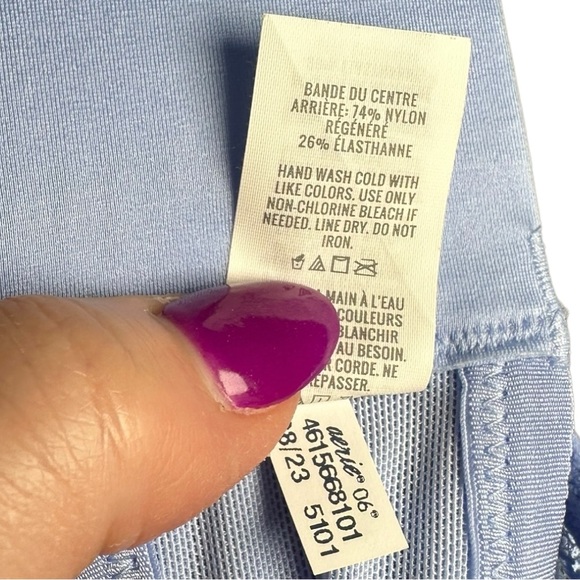 BANDE DU CENTRE
ARRIÈRE: 74% NYLON
RÉGÉNÉRÉ
26% ÉLASTHANNE
HAND WASH COLD WITH
LIKE COLORS. USE ONLY
NON-CHLORINE BLEACH IF
NEEDED. LINE DRY. DO NOT
IRON.
MAIN À L'EAU
COULEURS
BLANCHIR
AU BESOIN.
CORDE. NE
REPASSER.
aerie® 06®
4615668101
08/23 5101